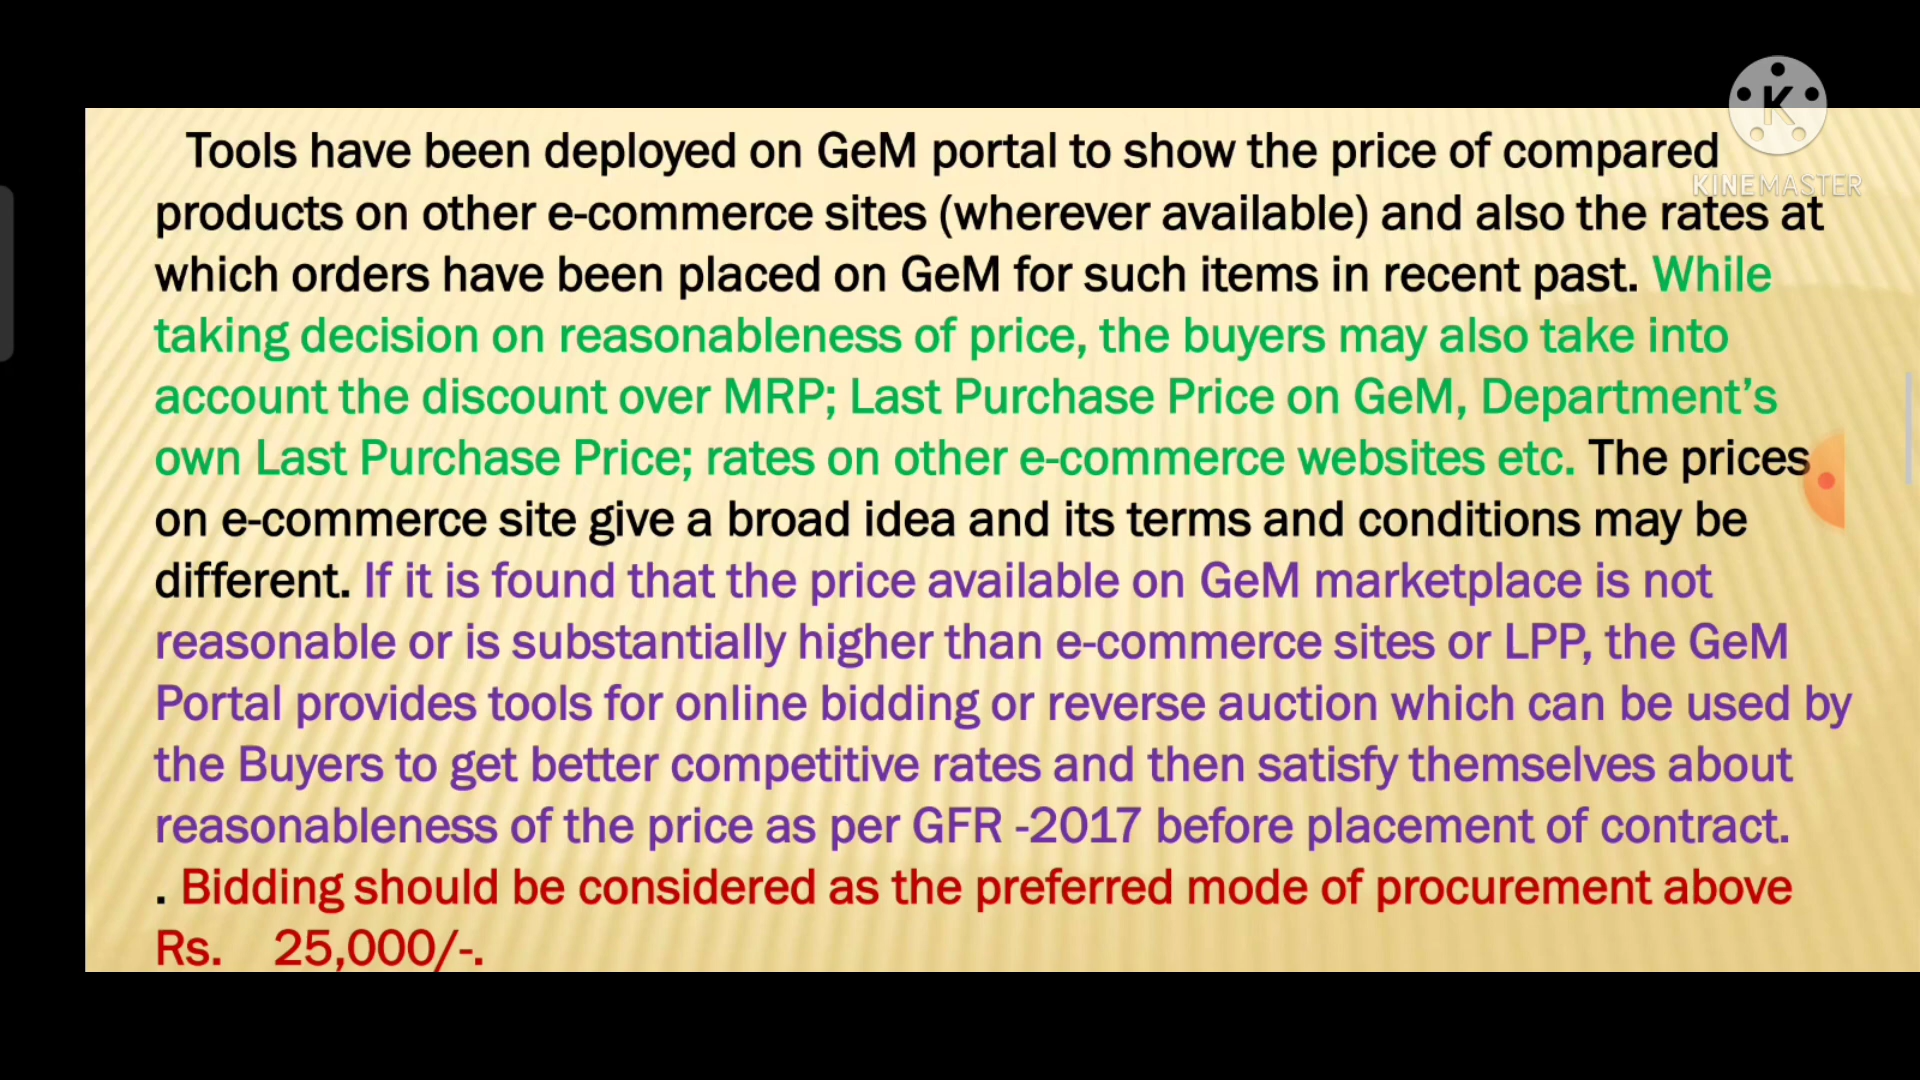 K
KINEMASTER
Tools have been deployed on GeM portal to show the price of compared
products on other e-commerce sites (wherever available) and also the rates at
which orders have been placed on GeM for such items in recent past. While
taking decision on reasonableness of price, the buyers may also take into
account the discount over MRP; Last Purchase Price on GeM, Department’s
own Last Purchase Price; rates on other e-commerce websites etc. The prices
on e-commerce site give a broad idea and its terms and conditions may be
different. If it is found that the price available on GeM marketplace is not
reasonable or is substantially higher than e-commerce sites or LPP, the GeM
Portal provides tools for online bidding or reverse auction which can be used by
the Buyers to get better competitive rates and then satisfy themselves about
reasonableness of the price as per GFR -2017 before placement of contract.
. Bidding should be considered as the preferred mode of procurement above
Rs. 25,000/-.